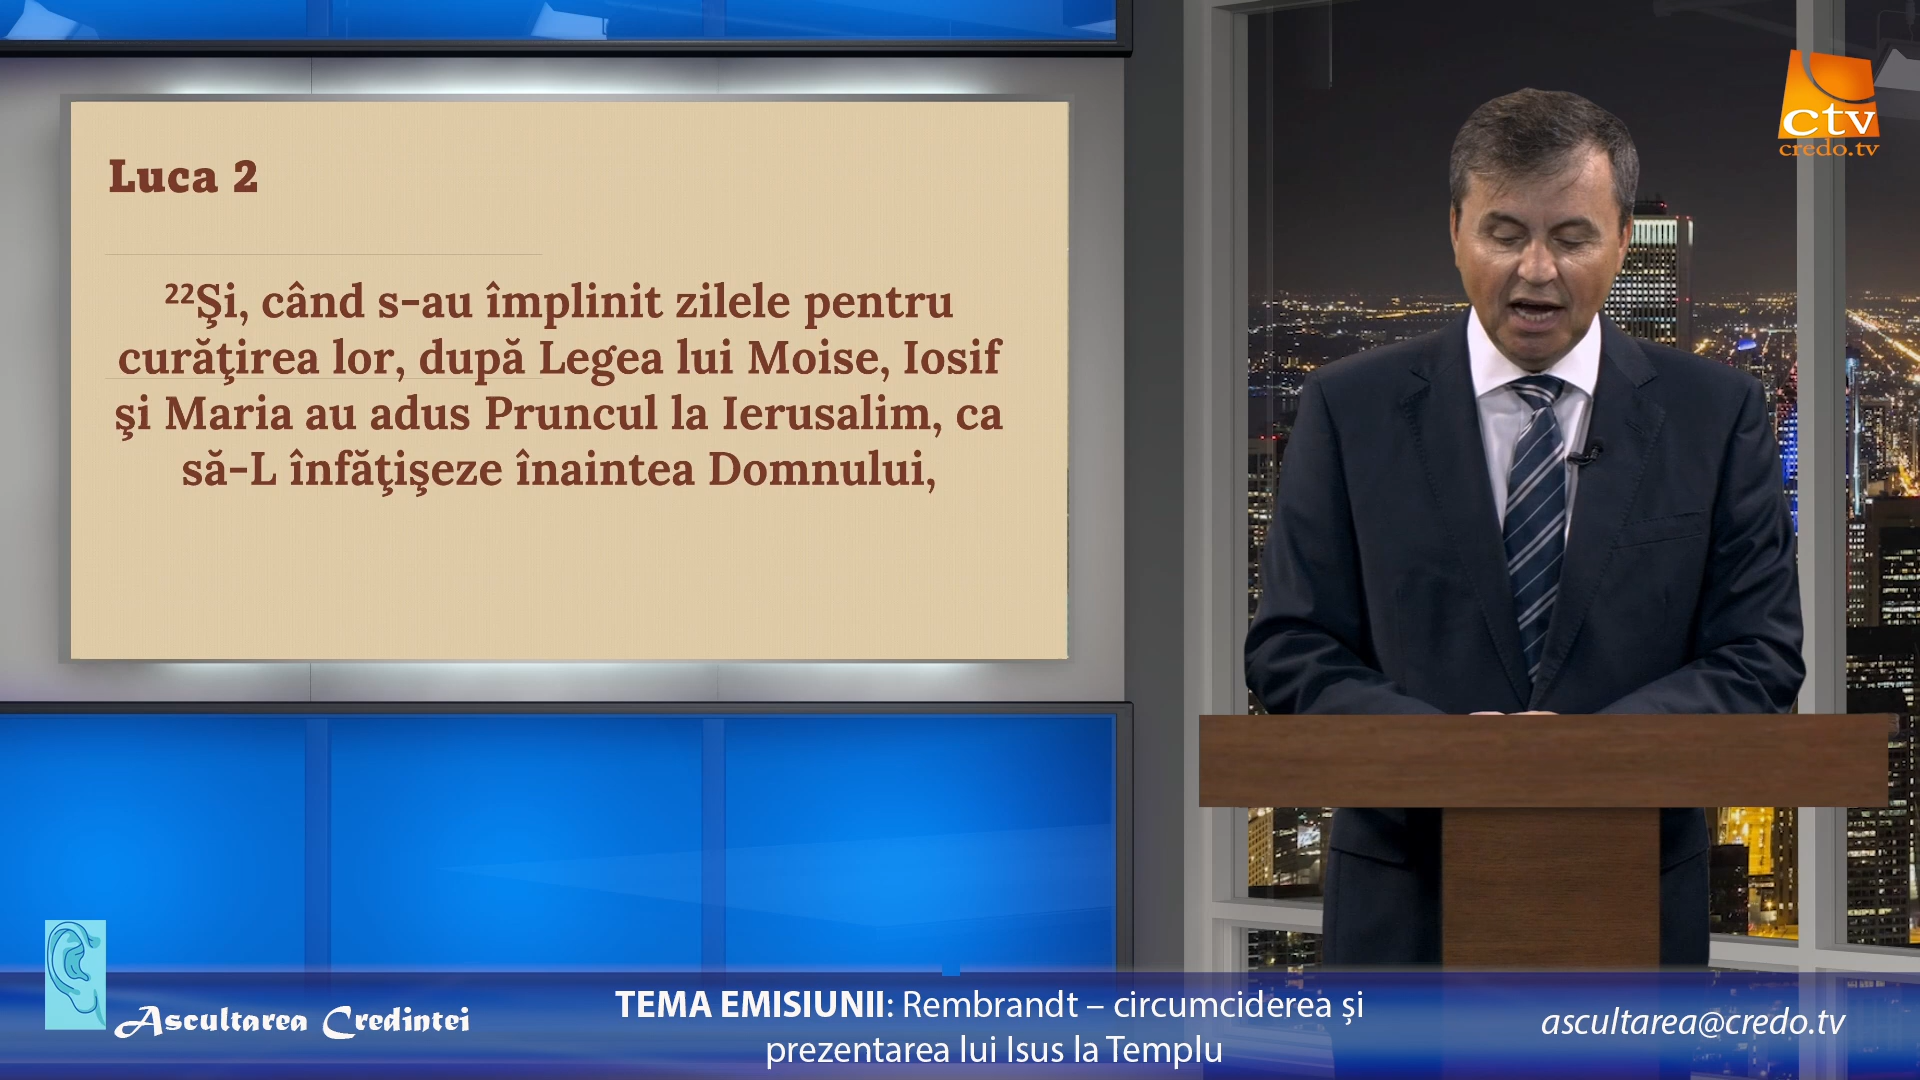 Luca 2
²²Şi, când s-au împlinit zilele pentru
curăţirea lor, după Legea lui Moise, Iosif
şi Maria au adus Pruncul la Ierusalim, ca
să-L înfăţişeze înaintea Domnului,
ctv
credo.tv
Ascultarea Credintei
TEMA EMISIUNII: Rembrandt – circumciderea și
prezentarea lui Isus la Templu
ascultarea@credo.tv